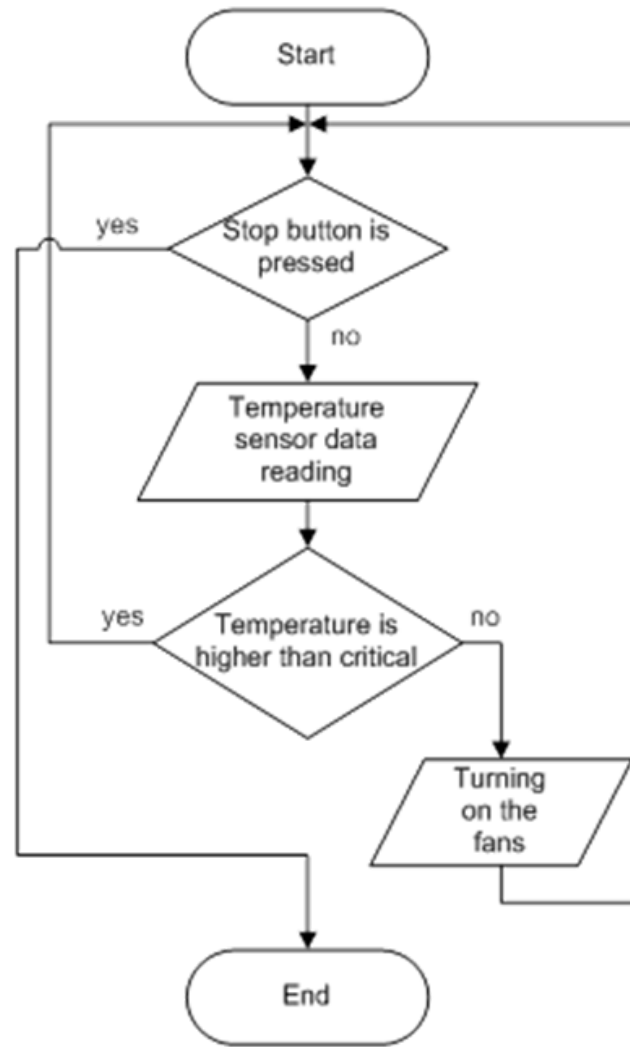 Start
yes
Stop button is
pressed
no
Temperature
sensor data
reading
yes
Temperature is
higher than critical
no
Turning
on the
fans
End